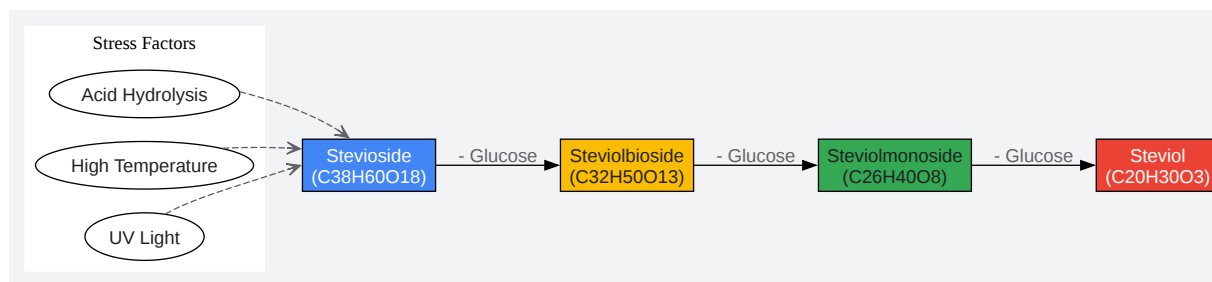 Stress Factors
Acid Hydrolysis
High Temperature
UV Light
Stevioside
(C38H60O18)
- Glucose
Steviolbioside
(C32H50O13)
- Glucose
Steviolmonoside
(C26H40O8)
- Glucose
Steviol
(C20H30O3)